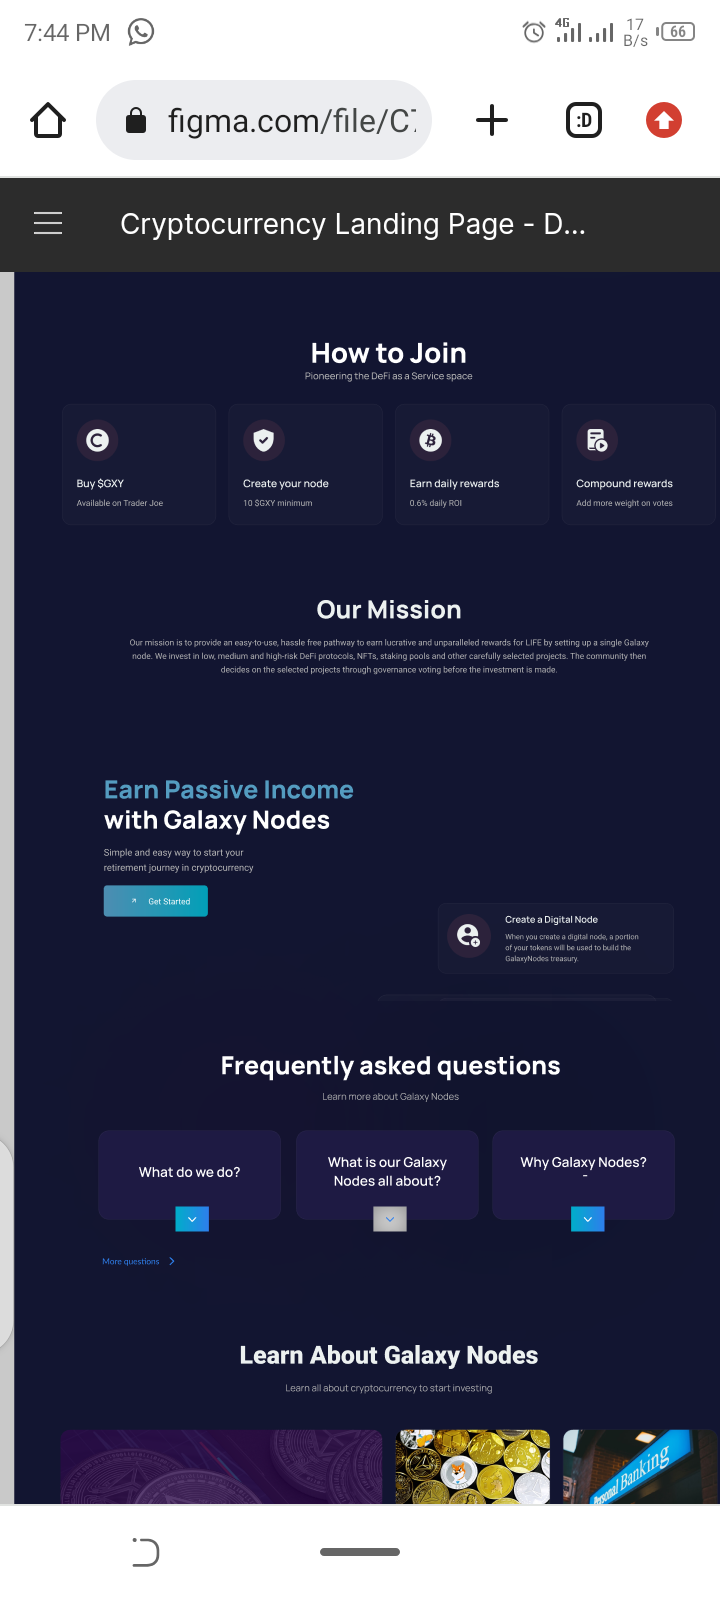 7:44 PM
4G
17
B/s
66
figma.com/file/C
:D
Cryptocurrency Landing Page - D...
How to Join
Pioneering the DeFi as a Service space
Buy $GXY
Available on Trader Joe
Create your node
10 $GXY minimum
Earn daily rewards
0.6% daily ROI
Compound rewards
Add more weight on votes
Our Mission
Our mission is to provide an easy-to-use, hassle free pathway to earn lucrative and unparalleled rewards for LIFE by setting up a single Galaxy
node. We invest in low, medium and high-risk DeFi protocols, NFTs, staking pools and other carefully selected projects. The community then
decides on the selected projects through governance voting before the investment is made.
Earn Passive Income
with Galaxy Nodes
Simple and easy way to start your
retirement journey in cryptocurrency
Get Started
Create a Digital Node
When you create a digital node, a portion
of your tokens will be used to build the
GalaxyNodes treasury.
Frequently asked questions
Learn more about Galaxy Nodes
What do we do?
What is our Galaxy
Nodes all about?
Why Galaxy Nodes?
-
More questions
Learn About Galaxy Nodes
Learn all about cryptocurrency to start investing
Personal Banking